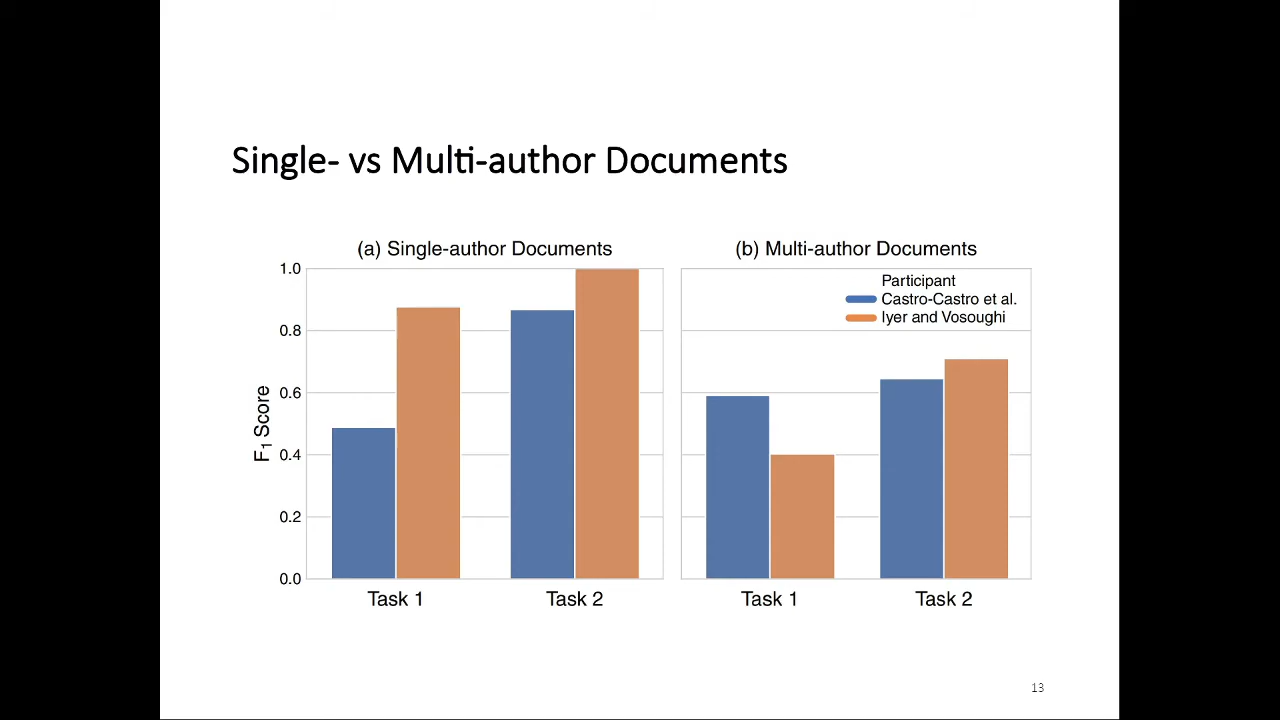 Single- vs Multi-author Documents
(a) Single-author Documents
(b) Multi-author Documents
Participant
Castro-Castro et al.
Iyer and Vosoughi
F1 Score
1.0
0.8
0.6
0.4
0.2
0.0
Task 1
Task 2
Task 1
Task 2
13